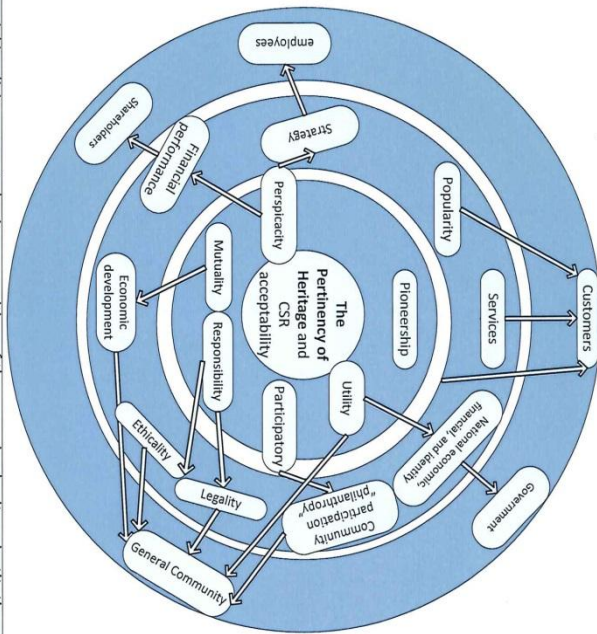 employees
Shareholders
Strategy
Financial
performance
Perspicacity
Popularity
Customers
Services
Pioneership
The
Pertinency of
Heritage and
CSR
acceptability
Mutuality
Economic
development
Responsibility
Participatory
Utility
National economic,
financial, and identity
Government
Ethicality
Legality
Community
participation
"philanthropy"
General Community